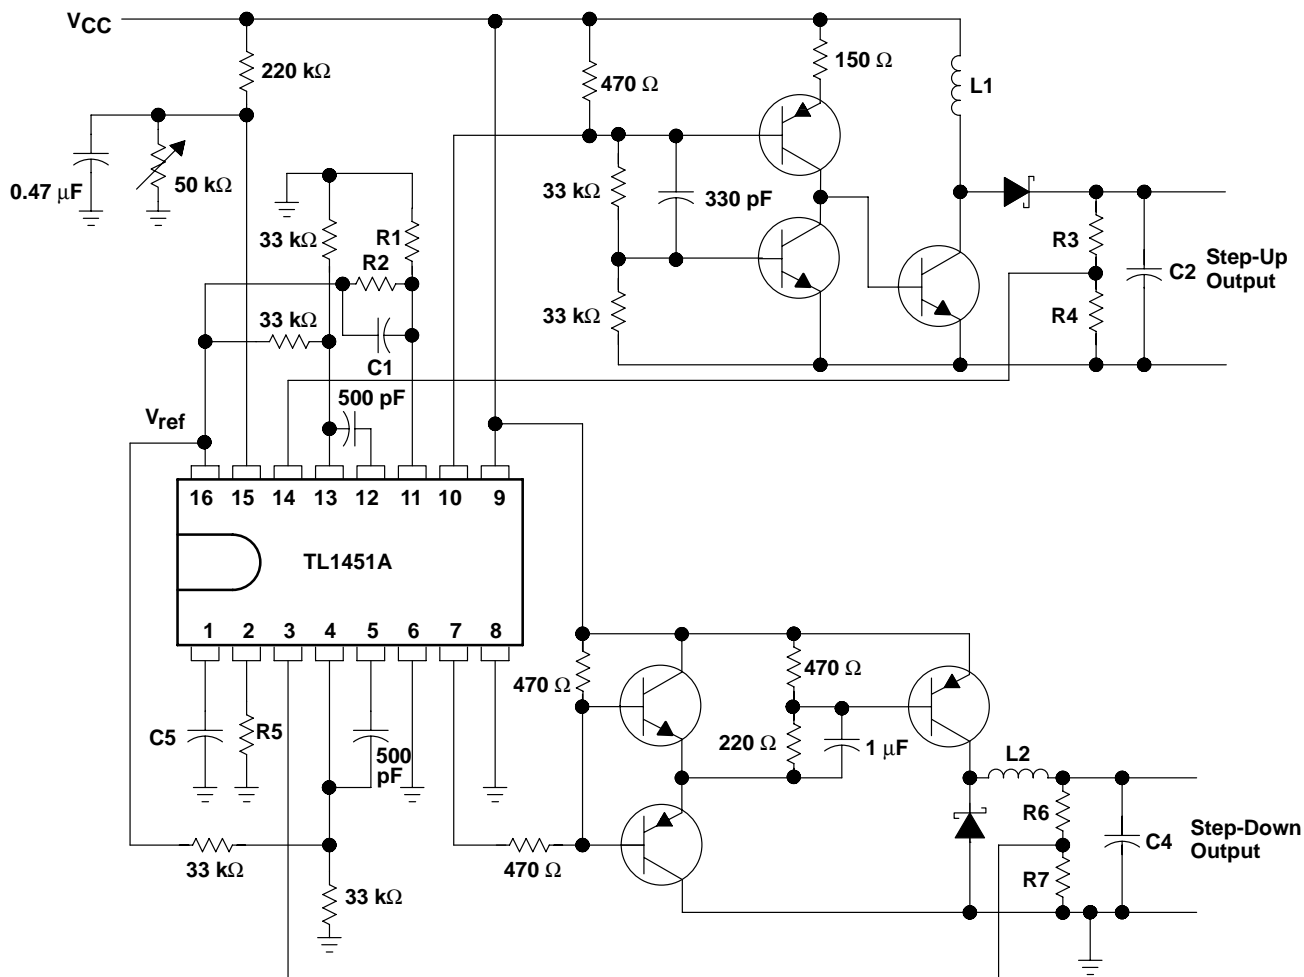 VCC
220 kΩ
470 Ω
150 Ω
L1
0.47 μF
50 kΩ
33 kΩ
330 pF
33 kΩ
R1
R2
R3
C2
Step-Up
Output
33 kΩ
33 kΩ
R4
C1
500 pF
Vref
16 15 14 13 12 11 10 9
TL1451A
1 2 3 4 5 6 7 8
470 Ω
470 Ω
C5
R5
500
pF
220 Ω
1 μF
L2
R6
C4
Step-Down
Output
33 kΩ
470 Ω
R7
33 kΩ